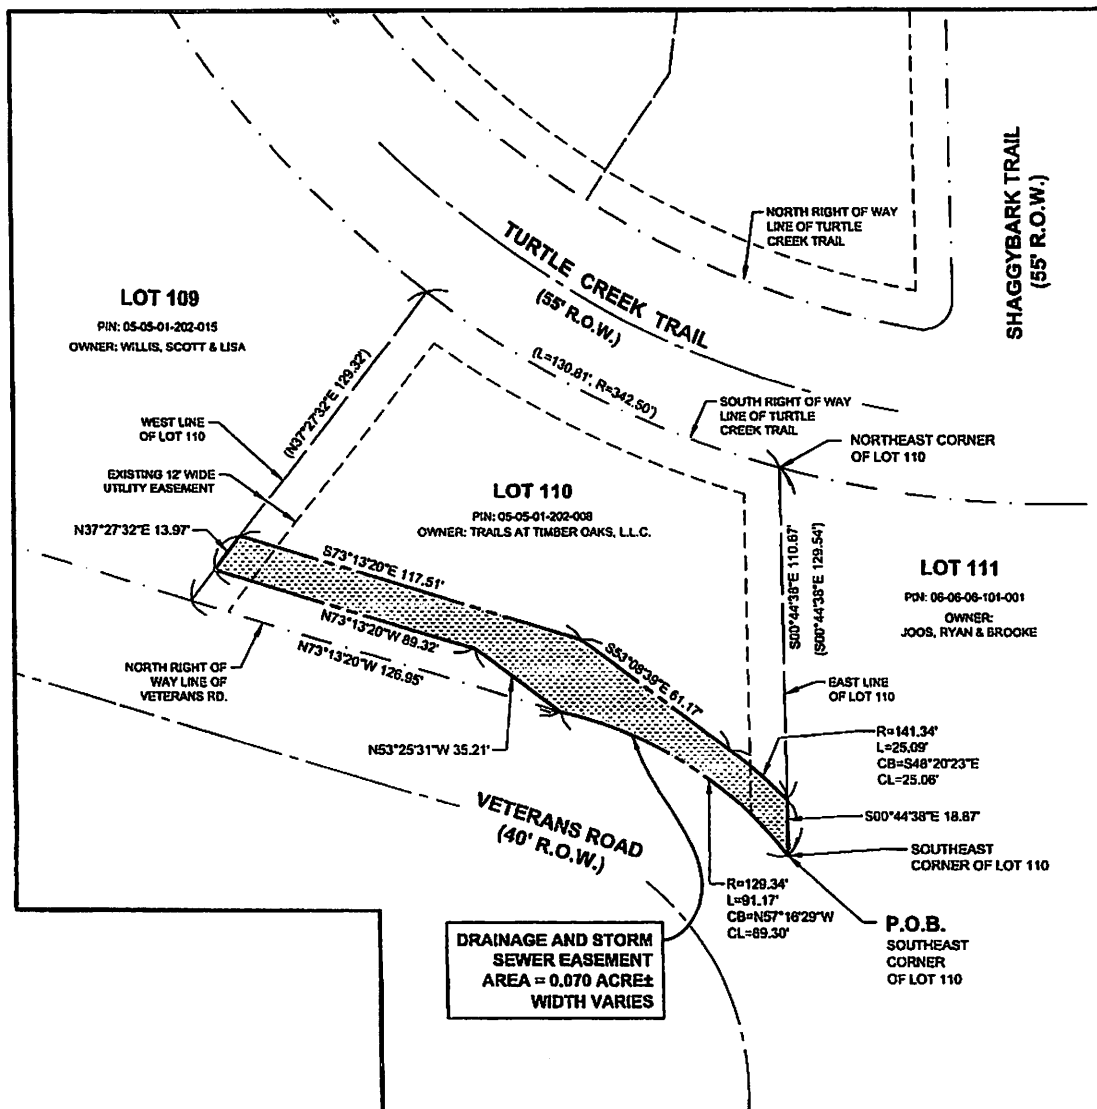 NORTH RIGHT OF WAY
LINE OF TURTLE
CREEK TRAIL
SHAGGYBARK TRAIL
(55' R.O.W.)
TURTLE CREEK TRAIL
(55' R.O.W.)
LOT 109
PIN: 05-05-01-202-015
OWNER: WILLIS, SCOTT & LISA
(N37°27'32"E 129.32')
(L=130.81', R=342.50')
SOUTH RIGHT OF WAY
LINE OF TURTLE
CREEK TRAIL
NORTHEAST CORNER
OF LOT 110
WEST LINE
OF LOT 110
EXISTING 12' WIDE
UTILITY EASEMENT
N37°27'32"E 13.97'
LOT 110
PIN: 05-05-01-202-008
OWNER: TRAILS AT TIMBER OAKS, L.L.C.
S73°13'20"E 117.51'
S00°44'38"E 110.67'
(S00°44'38"E 129.54')
LOT 111
PIN: 06-06-06-101-001
OWNER:
JOOS, RYAN & BROOKE
N73°13'20"W 89.32'
N73°13'20"W 126.95'
S53°08'39"E 61.17'
NORTH RIGHT OF
WAY LINE OF
VETERANS RD.
EAST LINE
OF LOT 110
N53°25'31"W 35.21'
R=141.34'
L=25.09'
CB=S48°20'23"E
CL=25.06'
S00°44'38"E 18.87'
VETERANS ROAD
(40' R.O.W.)
SOUTHEAST
CORNER OF LOT 110
R=129.34'
L=91.17'
CB=N57°16'29"W
CL=89.30'
P.O.B.
SOUTHEAST
CORNER
OF LOT 110
DRAINAGE AND STORM
SEWER EASEMENT
AREA = 0.070 ACRE±
WIDTH VARIES